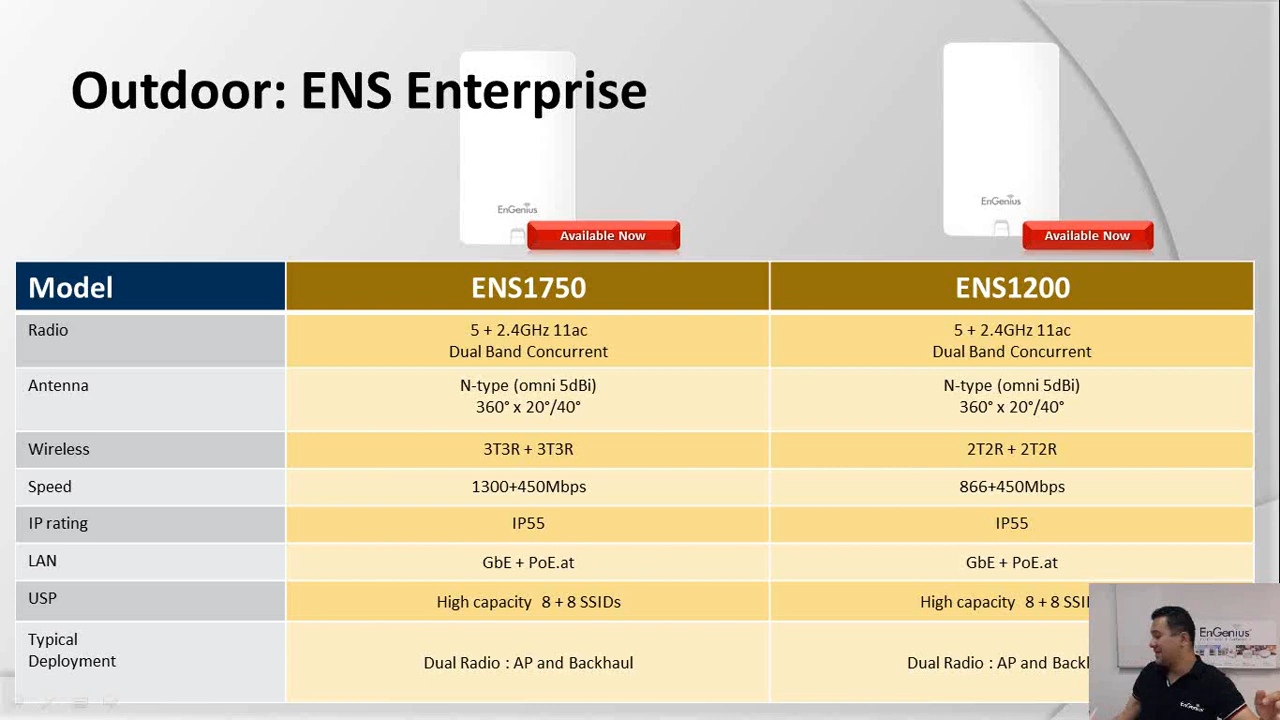 Outdoor: ENS Enterprise
EnGenius
EnGenius
Available Now
Available Now
Model
ENS1750
ENS1200
Radio
5 + 2.4GHz 11ac
Dual Band Concurrent
5 + 2.4GHz 11ac
Dual Band Concurrent
Antenna
N-type (omni 5dBi)
360° x 20°/40°
N-type (omni 5dBi)
360° x 20°/40°
Wireless
3T3R + 3T3R
2T2R + 2T2R
Speed
1300+450Mbps
866+450Mbps
IP rating
IP55
IP55
LAN
GbE + PoE.at
GbE + PoE.at
USP
High capacity 8 + 8 SSIDs
High capacity 8 + 8 SSI
Typical
Deployment
Dual Radio : AP and Backhaul
Dual Radio : AP and Backl
EnGenius
EnGenius